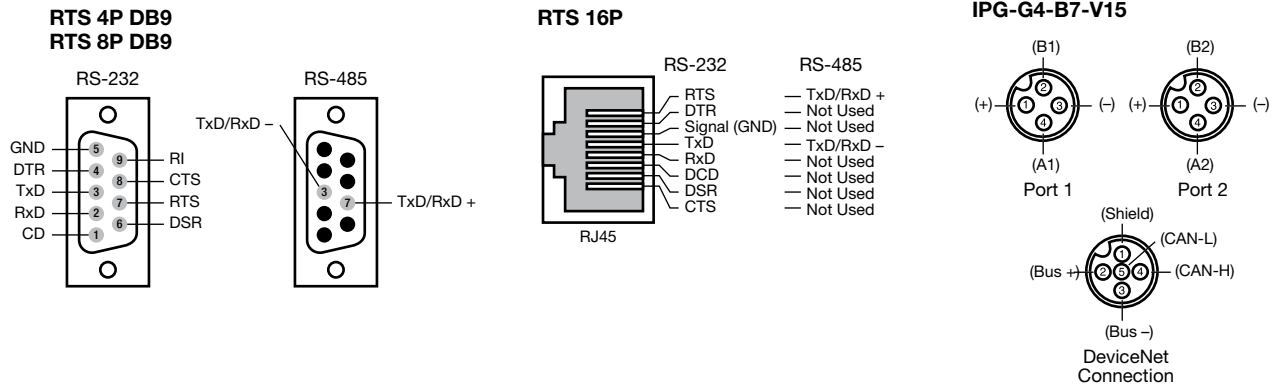 RTS 4P DB9
RTS 8P DB9
RS-232
GND
DTR
TxD
RxD
CD
5
4
3
2
1
9
8
7
6
RI
CTS
RTS
DSR
RS-485
TxD/RxD –
3
7
TxD/RxD +
RTS 16P
RS-232
RTS
DTR
Signal (GND)
TxD
RxD
DCD
DSR
CTS
RJ45
RS-485
TxD/RxD +
Not Used
Not Used
TxD/RxD –
Not Used
Not Used
Not Used
Not Used
IPG-G4-B7-V15
(B1)
(+)
2
1
3
4
(–)
(A1)
Port 1
(B2)
(+)
2
1
3
4
(–)
(A2)
Port 2
(Shield)
(CAN-L)
(Bus +)
1
2
5
4
3
(CAN-H)
(Bus –)
DeviceNet
Connection